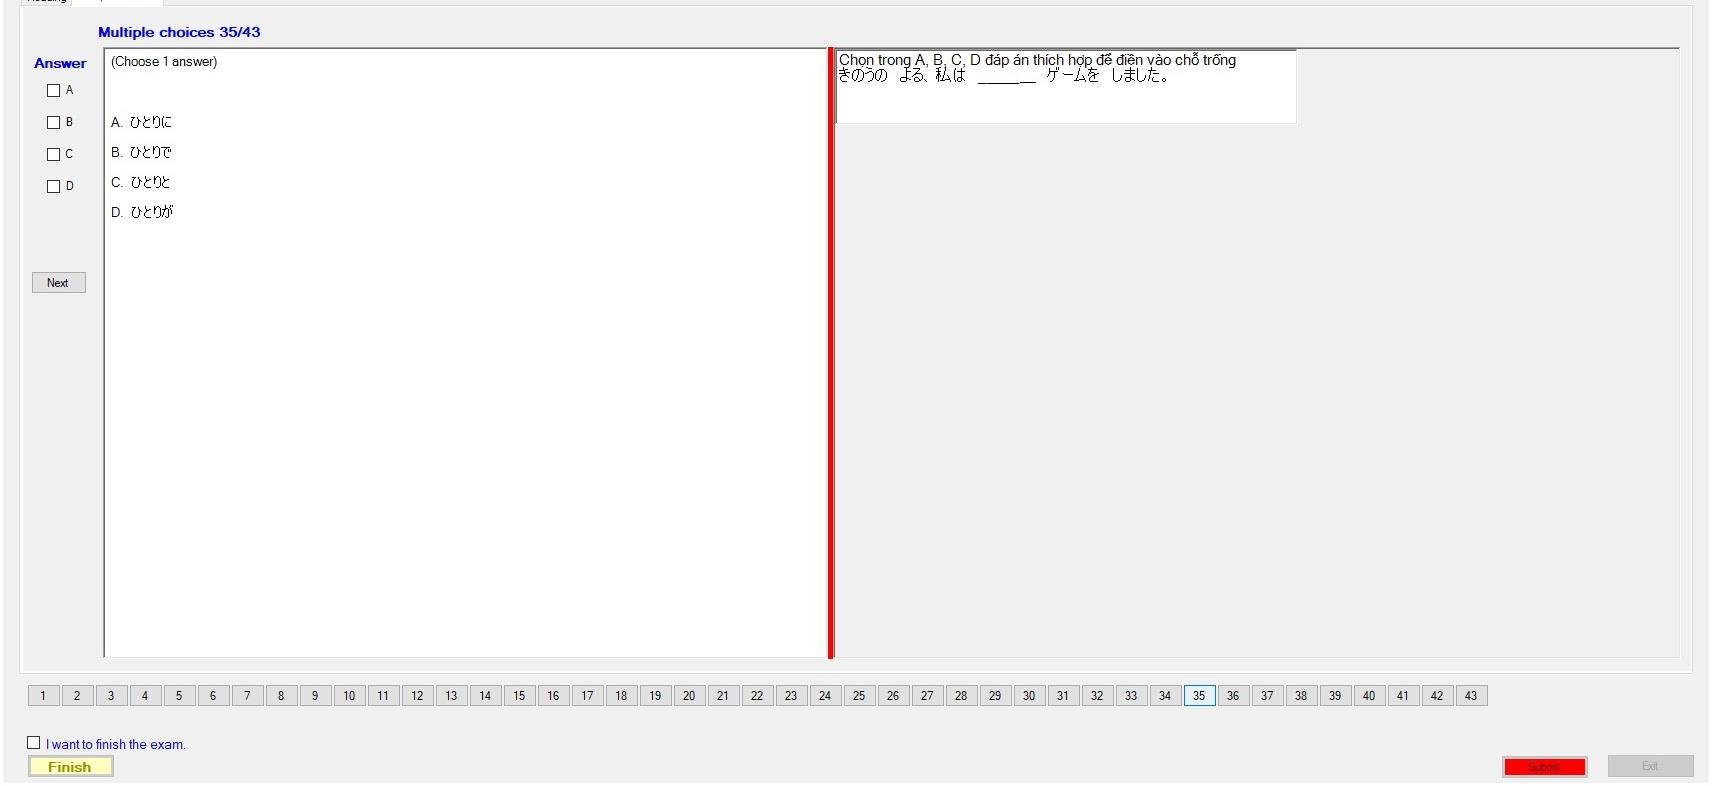 Multiple choices 35/43
Answer
A
B
C
D
Next
(Choose 1 answer)
A. ひとりに
B. ひとりで
C. ひとりと
D. ひとりが
Chọn trong A, B, C, D đáp án thích hợp để điền vào chỗ trống
きのうの よる、私は ______ ゲームを しました。
1 2 3 4 5 6 7 8 9 10 11 12 13 14 15 16 17 18 19 20 21 22 23 24 25 26 27 28 29 30 31 32 33 34 35 36 37 38 39 40 41 42 43
I want to finish the exam.
Finish
Submit
Exit